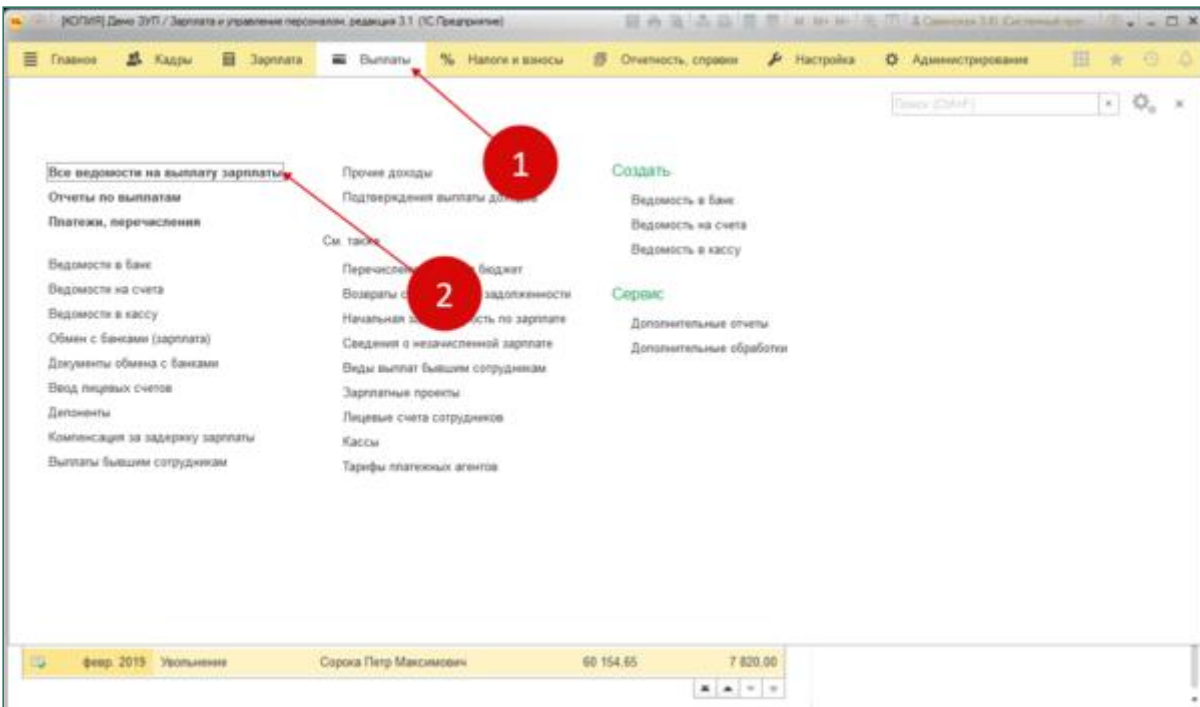 [КОПИЯ] Демо ЗУП / Зарплата и управление персоналом, редакция 3.1 (1С:Предприятие)
Главное Кадры Зарплата Выплаты % Налоги и взносы Отчетность, справки Настройка Администрирование
Поиск (Ctrl+F)
1
2
Все ведомости на выплату зарплаты
Отчеты по выплатам
Платежи, перечисления
Ведомости в банк
Ведомости на счета
Ведомости в кассу
Обмен с банками (зарплата)
Документы обмена с банками
Ввод лицевых счетов
Депоненты
Компенсация за задержку зарплаты
Выплаты бывшим сотрудникам
Прочие доходы
Подтверждения выплаты
См. также
бюджет
Возвраты задолженности
Начальная по зарплате
Сведения о незачисленной зарплате
Виды выплат бывшим сотрудникам
Зарплатные проекты
Лицевые счета сотрудников
Кассы
Тарифы платежных агентов
Создать
Ведомость в банк
Ведомость на счета
Ведомость в кассу
Сервис
Дополнительные отчеты
Дополнительные обработки
февр. 2019 Увольнение Сорока Петр Максимович 60 154.65 7 820.00